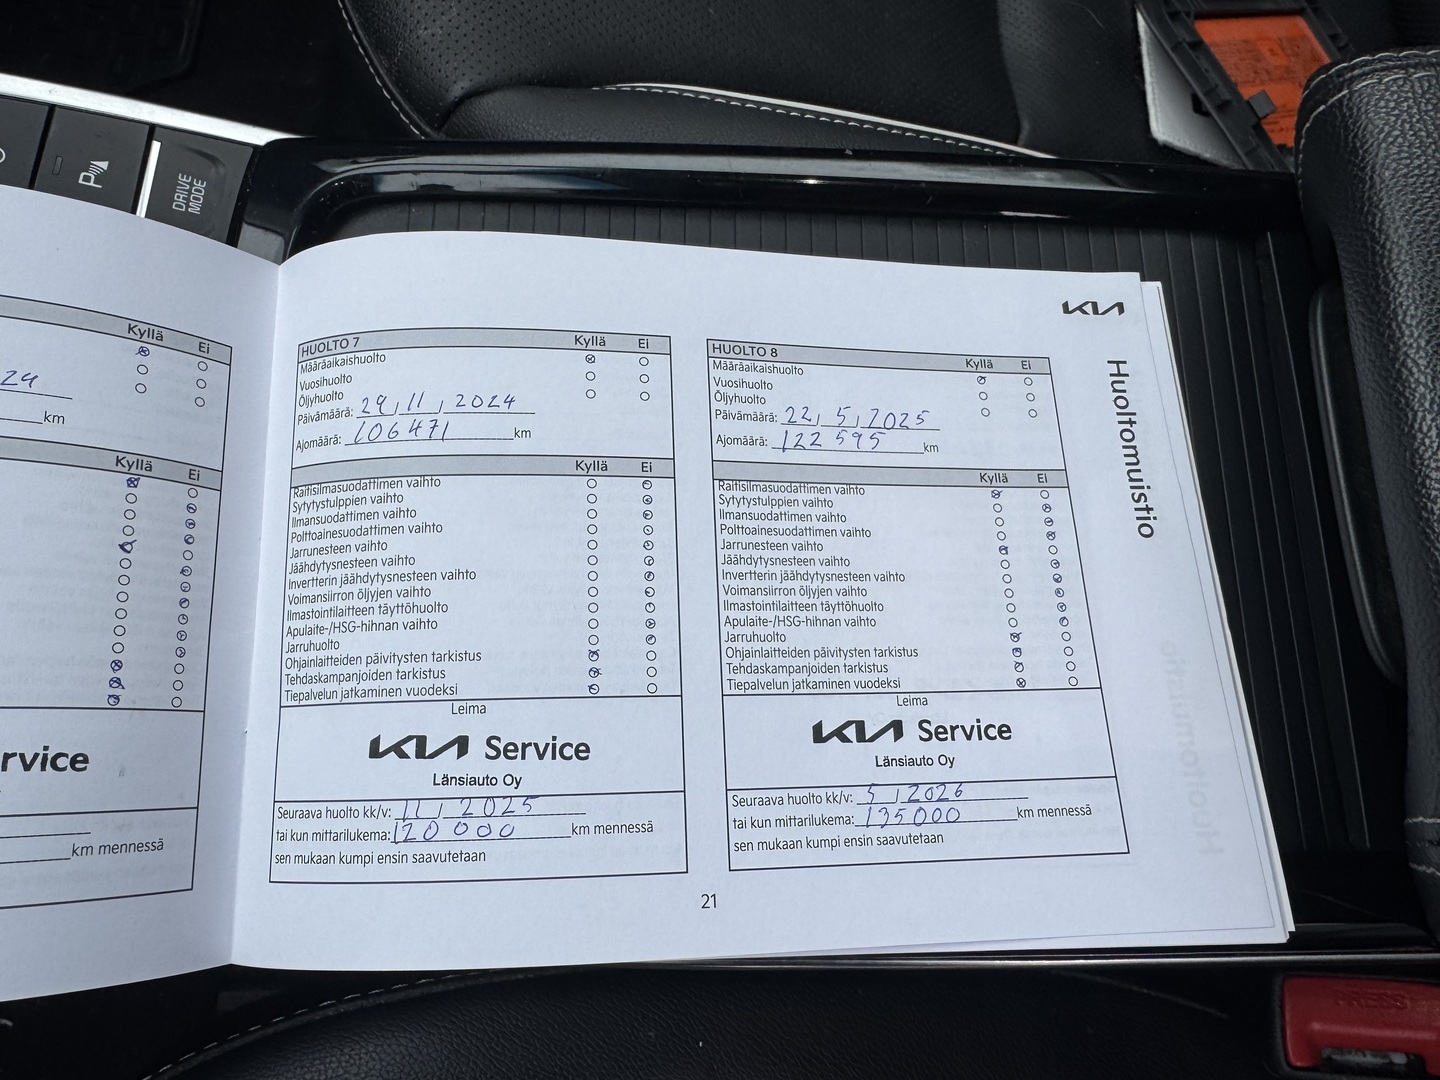 P
DRIVE
MODE
Kyllä
Ei
24
km
Kyllä
Ei
rvice
km mennessä
HUOLTO 7
Kyllä
Ei
Määräaikaishuolto
Vuosihuolto
Öljyhuolto
Päivämäärä: 29, 11, 2024
Ajomäärä: 106471 km
Kyllä
Ei
Raitisilmasuodattimen vaihto
Sytytystulppien vaihto
Ilmansuodattimen vaihto
Polttoainesuodattimen vaihto
Jarrunesteen vaihto
Jäähdytysnesteen vaihto
Invertterin jäähdytysnesteen vaihto
Voimansiirron öljyjen vaihto
Ilmastointilaitteen täyttöhuolto
Apulaite-/HSG-hihnan vaihto
Jarruhuolto
Ohjainlaitteiden päivitysten tarkistus
Tehdaskampanjoiden tarkistus
Tiepalvelun jatkaminen vuodeksi
Leima
KIA Service
Länsiauto Oy
Seuraava huolto kk/v: 11, 2025
tai kun mittarilukema: 120 000 km mennessä
sen mukaan kumpi ensin saavutetaan
KIA
HUOLTO 8
Kyllä
Ei
Määräaikaishuolto
Vuosihuolto
Öljyhuolto
Päivämäärä: 22, 5, 2025
Ajomäärä: 122 595 km
Kyllä
Ei
Raitisilmasuodattimen vaihto
Sytytystulppien vaihto
Ilmansuodattimen vaihto
Polttoainesuodattimen vaihto
Jarrunesteen vaihto
Jäähdytysnesteen vaihto
Invertterin jäähdytysnesteen vaihto
Voimansiirron öljyjen vaihto
Ilmastointilaitteen täyttöhuolto
Apulaite-/HSG-hihnan vaihto
Jarruhuolto
Ohjainlaitteiden päivitysten tarkistus
Tehdaskampanjoiden tarkistus
Tiepalvelun jatkaminen vuodeksi
Leima
KIA Service
Länsiauto Oy
Seuraava huolto kk/v: 5, 2026
tai kun mittarilukema: 135000 km mennessä
sen mukaan kumpi ensin saavutetaan
Huoltomuistio
21
PRESS